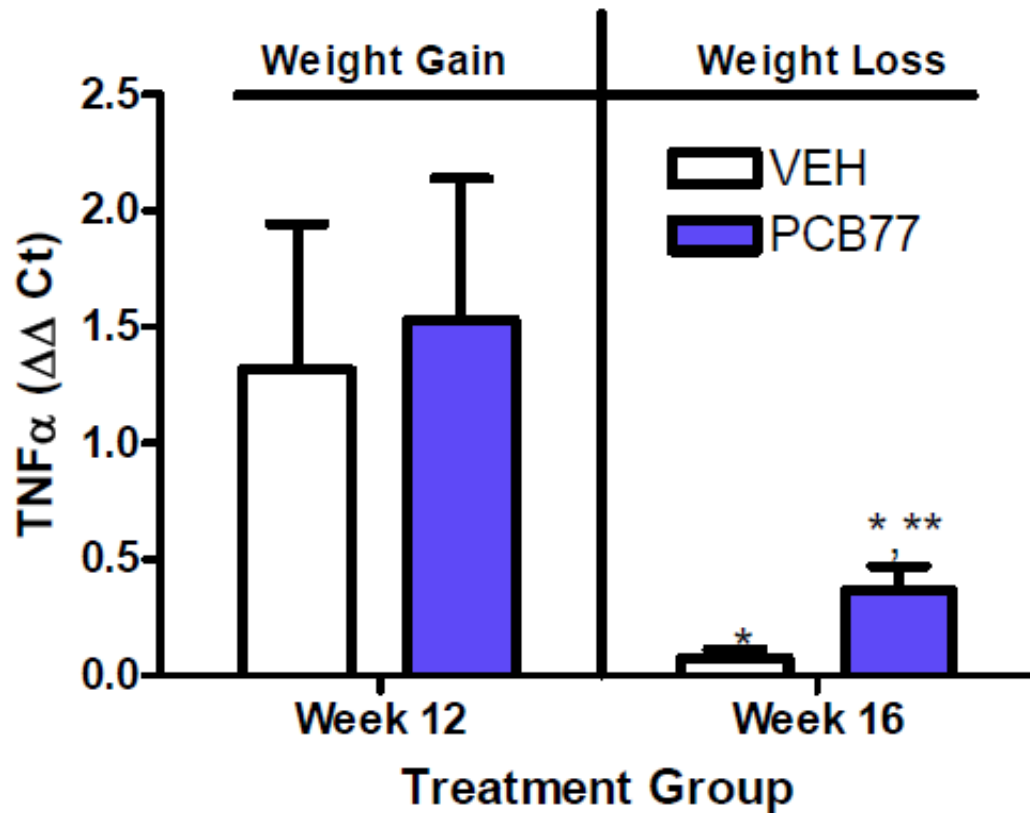 Weight Gain
Weight Loss
2.5
2.0
1.5
1.0
0.5
0.0
TNFα (ΔΔ Ct)
VEH
PCB77
*
*,**
Week 12
Week 16
Treatment Group